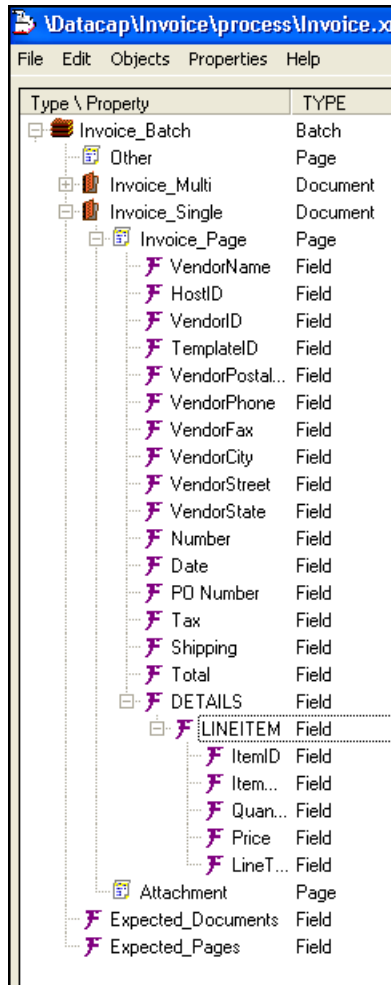 \Datacap\Invoice\process\Invoice.x
File Edit Objects Properties Help
Type \ Property TYPE
Invoice_Batch Batch
Other Page
Invoice_Multi Document
Invoice_Single Document
Invoice_Page Page
VendorName Field
HostID Field
VendorID Field
TemplateID Field
VendorPostal... Field
VendorPhone Field
VendorFax Field
VendorCity Field
VendorStreet Field
VendorState Field
Number Field
Date Field
PO Number Field
Tax Field
Shipping Field
Total Field
DETAILS Field
LINEITEM Field
ItemID Field
Item... Field
Quan... Field
Price Field
LineT... Field
Attachment Page
Expected_Documents Field
Expected_Pages Field